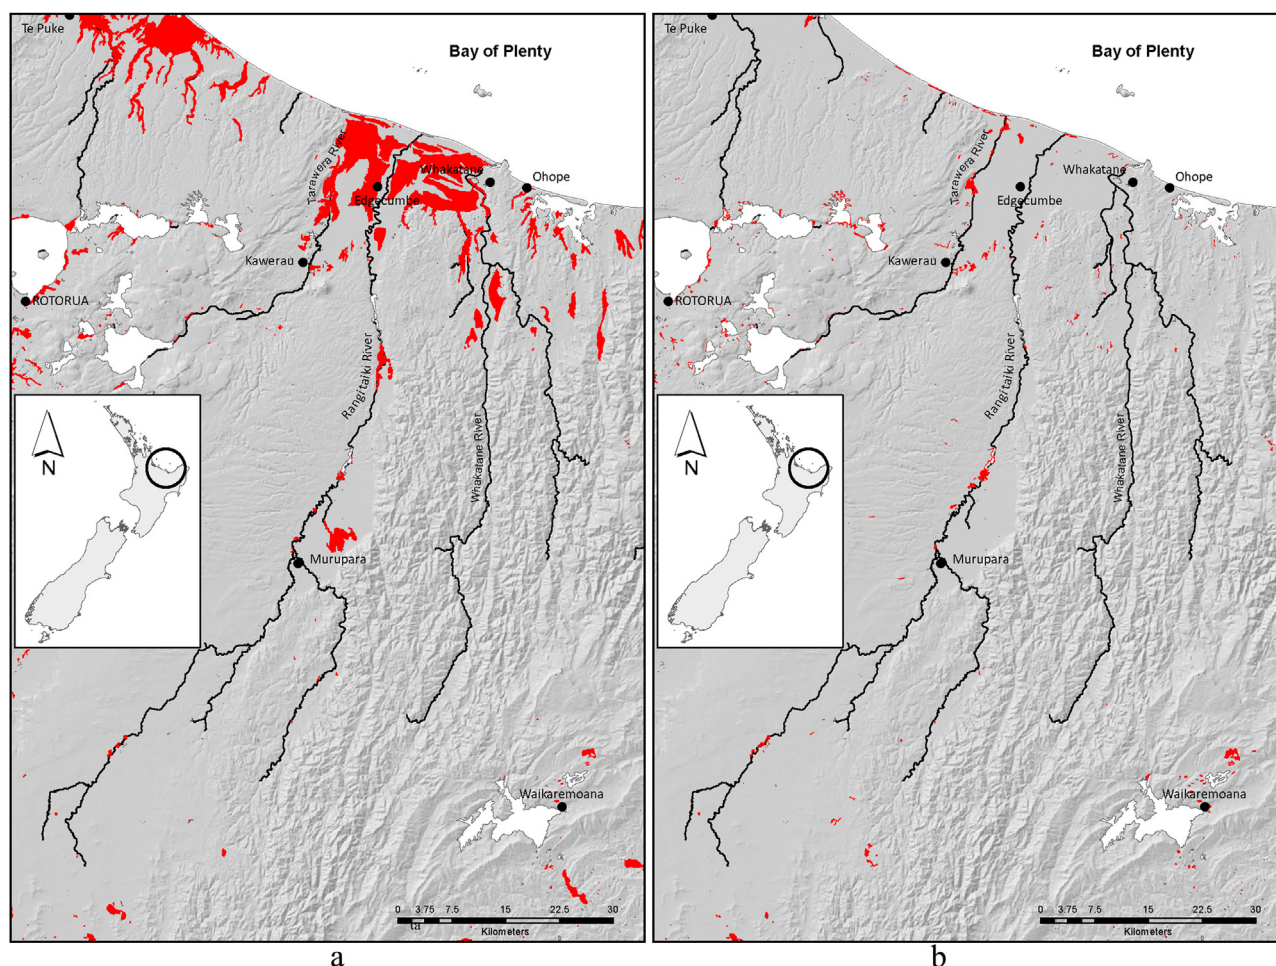 Te Puke
Bay of Plenty
Tarawera River
Whakatane
Ohope
Edgecumbe
Kawerau
ROTORUA
Rangitaiki River
N
Whakatane River
Murupara
Waikaremoana
0 3.75 7.5 15 22.5 30
Kilometers
ta
a
Te Puke
Bay of Plenty
Tarawera River
Whakatane
Ohope
Edgecumbe
Kawerau
ROTORUA
Rangitaiki River
N
Whakatane River
Murupara
Waikaremoana
0 3.75 7.5 15 22.5 30
Kilometers
b